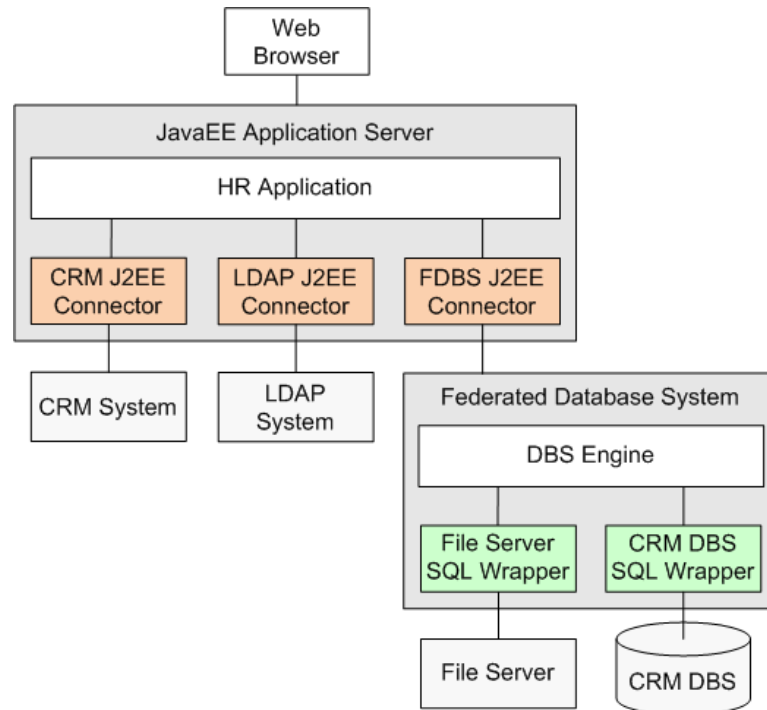 Web
Browser
JavaEE Application Server
HR Application
CRM J2EE
Connector
LDAP J2EE
Connector
FDBS J2EE
Connector
CRM System
LDAP
System
Federated Database System
DBS Engine
File Server
SQL Wrapper
CRM DBS
SQL Wrapper
File Server
CRM DBS